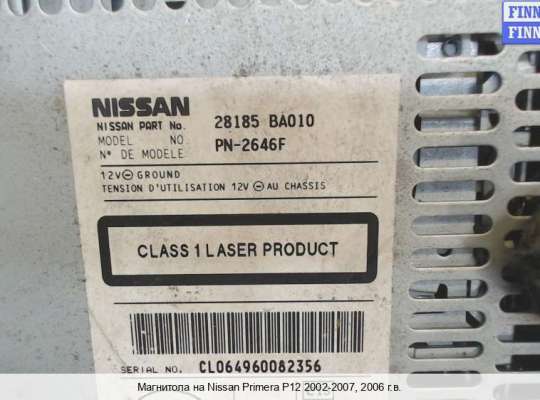 FINN
FINN
NISSAN
NISSAN PART No. 28185 BA010
MODEL NO PN-2646F
N° DE MODELE
12V⊖GROUND
TENSION D'UTILISATION 12V ⊖ AU CHASSIS
CLASS 1 LASER PRODUCT
SERIAL NO. CL064960082356
Магнитола на Nissan Primera P12 2002-2007, 2006 г.в.